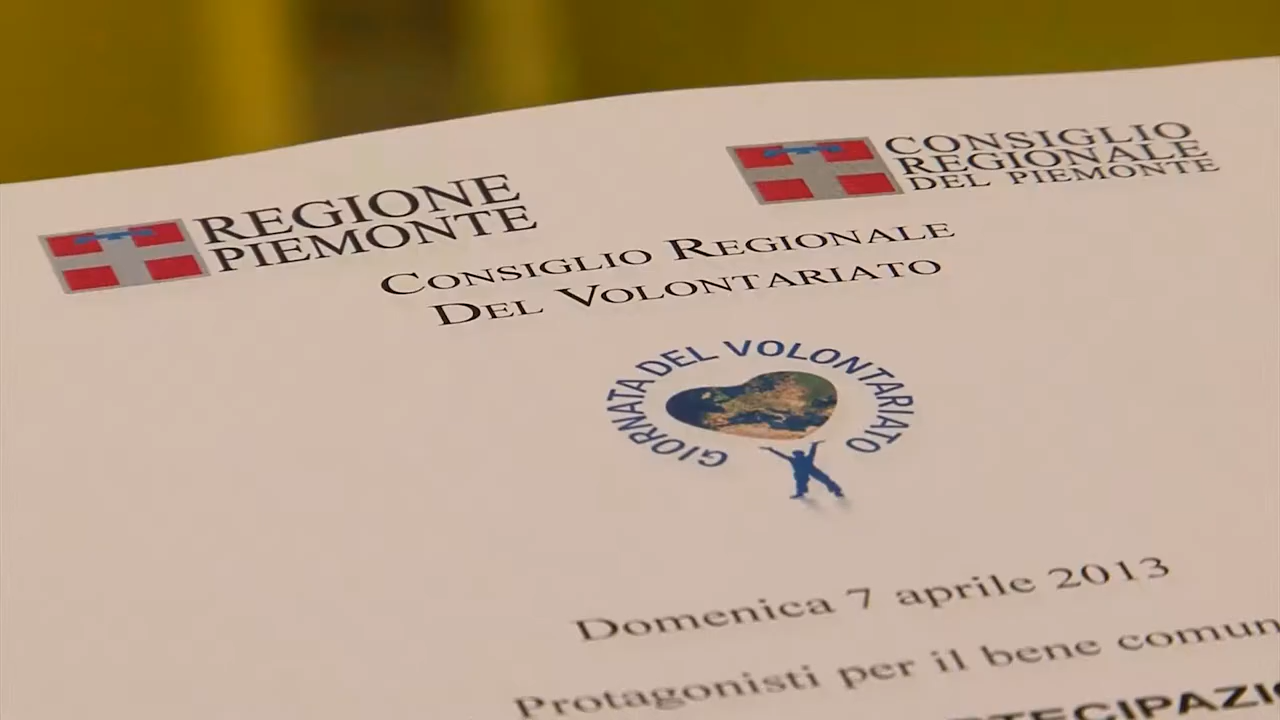 REGIONE
PIEMONTE
CONSIGLIO
REGIONALE
DEL PIEMONTE
CONSIGLIO REGIONALE
DEL VOLONTARIATO
GIORNATA DEL VOLONTARIATO
Domenica 7 aprile 2013
Protagonisti per il bene comun